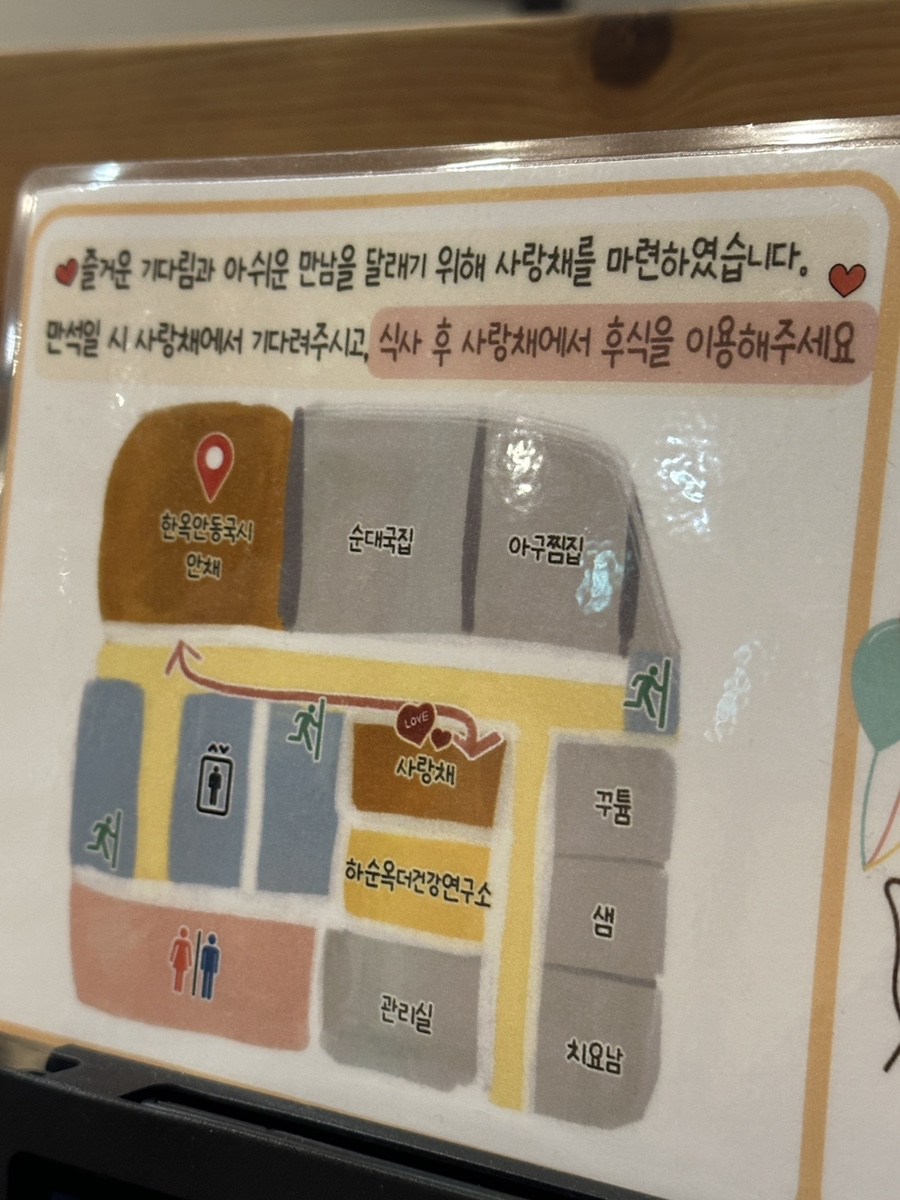 즐거운 기다림과 아쉬운 만남을 달래기 위해 사랑채를 마련하였습니다.
만석일 시 사랑채에서 기다려주시고, 식사 후 사랑채에서 후식을 이용해주세요
한옥안동국시
안채
순대국집
아구찜집
LOVE
사랑채
꾸튬
하순옥더건강연구소
샘
관리실
치요남